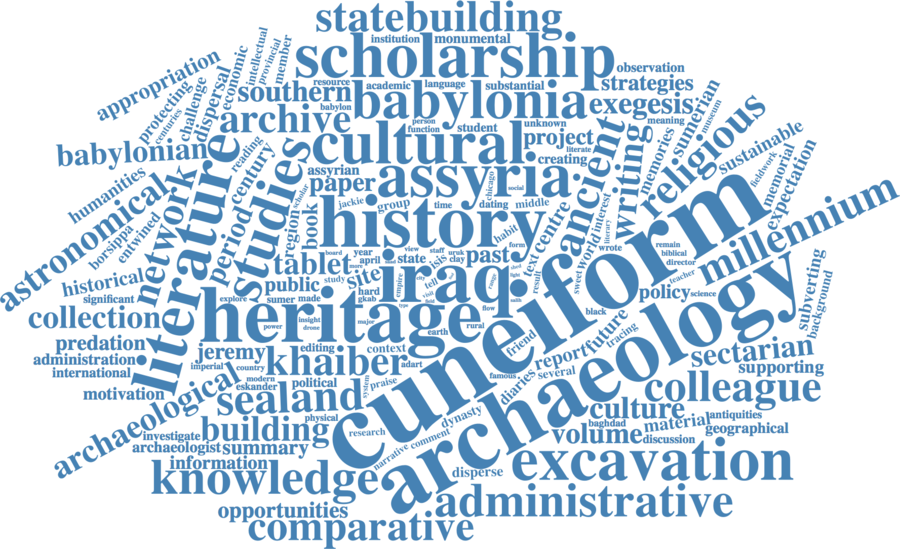 statebuilding
institution monumental
scholarship
observation
resource academic language substantial
strategies
southern
babylonia
exegesis
babylon
archive
person
function
student
unknown
project
literate
creating
cultural
babylonian
assyrian
paper
assyria
chicago
social
jackie group time dating middle
history
habit
form
text
centre
result
appropriation
protecting
centuries
challenge
dispersal
economic
intellectual
provincial
member
humanities
astronomical
borsippa
entwined
network
literature
period
century
reading
studies
scholar
region
book
historical
significant
collection
predation
administration
international
motivation
archaeological
tablet
board
year
april
view
state
staff
uruk
clay
past
public
study
site
more
hard
gkab
sumer made
explore
empire
isis
tell
city
visit
field
type
iraq
range
light
shed
faith
flow
heritage
power
insight
drone
major
earth
rural
ancient
sweet
world
interest
literary
wrote
writing
memories
sumerian
museum
meaning
religious
sustainable
fieldwork
memorial
expectation
millennium
remain
biblical
director
teacher
policy science
black
subverting
background
cuneiform
archaeology
friend
famous
diaries
report
several
future
tracing
sectarian
supporting
colleague
culture
baghdad
material antiquities
geographical
volume
discussion
jeremy
imperial
country
editing context
adart
khaiber
modern
eskander
political
system
praise
sealand
physical
building
research
narrative comment
dynasty
investigate
archaeologist summary
information
knowledge
disperse
excavation
administrative
opportunities
comparative